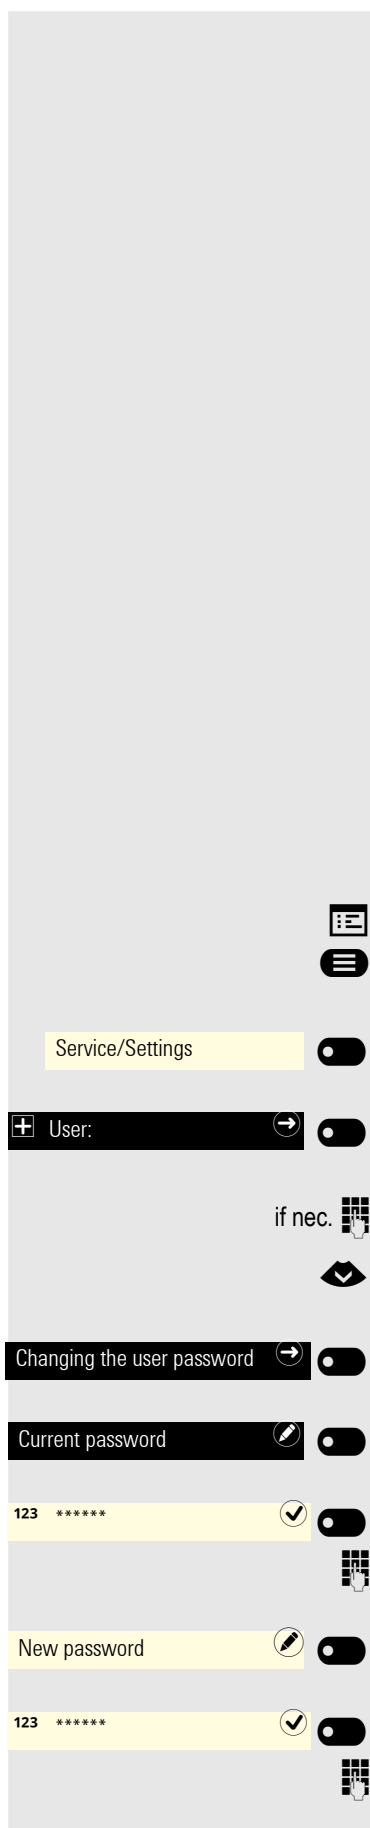 Service/Settings
User:
if nec.
Changing the user password
Current password
123 ******
New password
123 ******